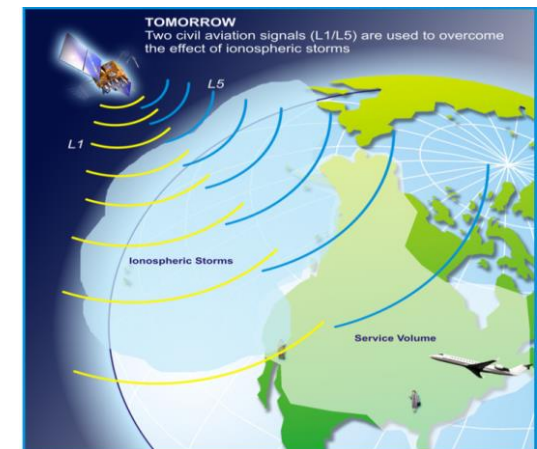 TOMORROW
Two civil aviation signals (L1/L5) are used to overcome
the effect of ionospheric storms
L5
L1
Ionospheric Storms
Service Volume